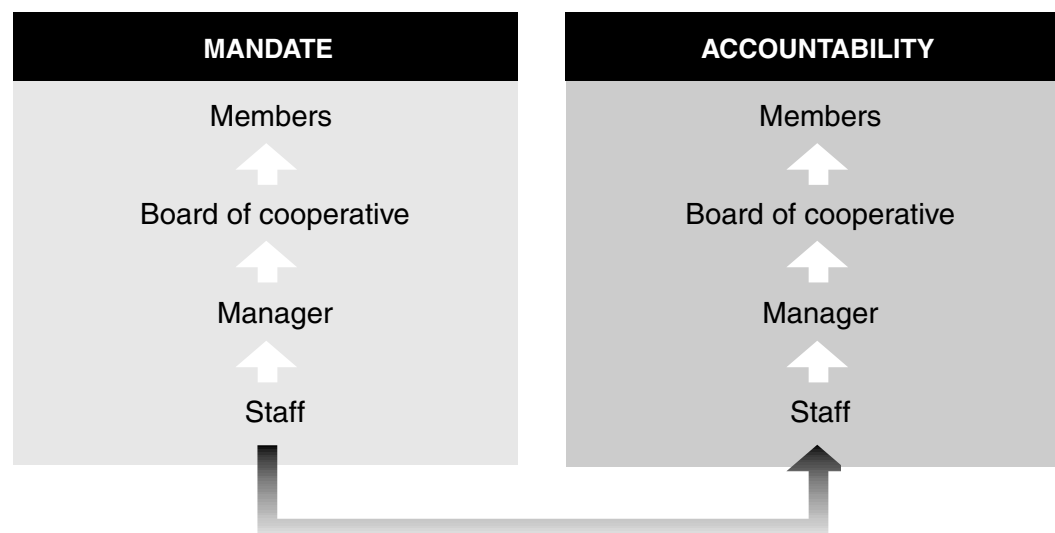 MANDATE
Members
Board of cooperative
Manager
Staff
ACCOUNTABILITY
Members
Board of cooperative
Manager
Staff